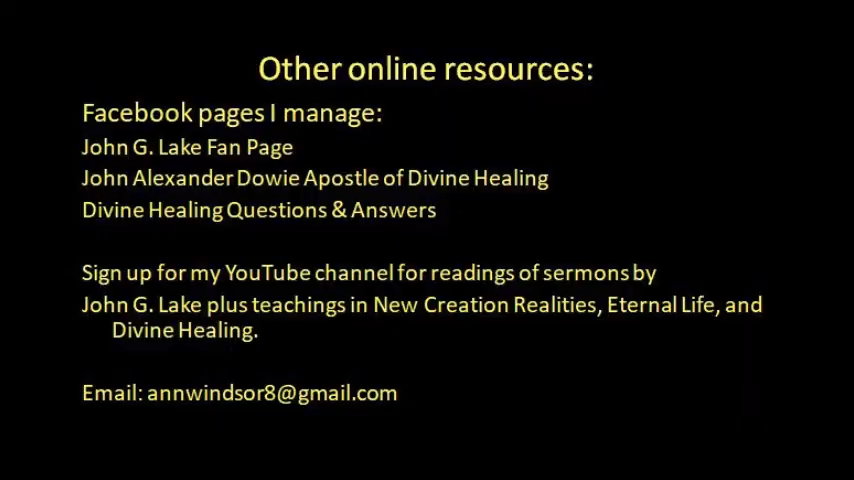 Other online resources:
Facebook pages I manage:
John G. Lake Fan Page
John Alexander Dowie Apostle of Divine Healing
Divine Healing Questions & Answers
Sign up for my YouTube channel for readings of sermons by
John G. Lake plus teachings in New Creation Realities, Eternal Life, and
Divine Healing.
Email: annwindsor8@gmail.com